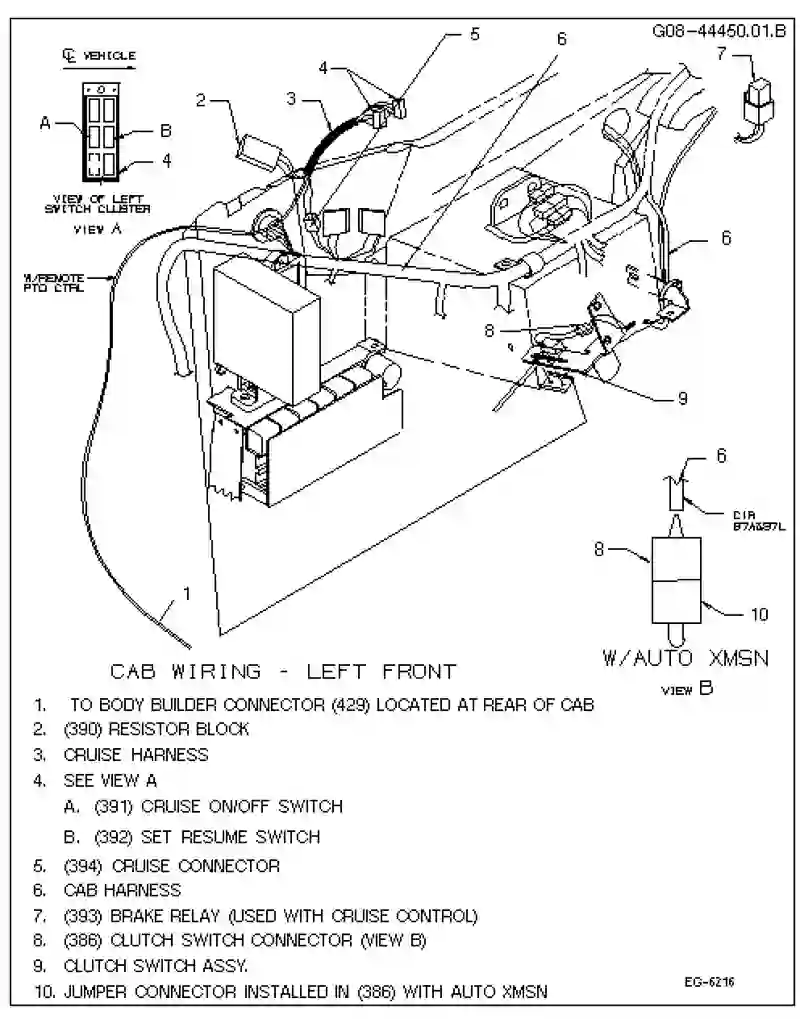 G08-44450.01.B
℄ VEHICLE
5
6
7
4
3
2
A
B
4
VIEW OF LEFT
SWITCH CLUSTER
VIEW A
W/REMOTE
PTO CTRL
6
6
8
9
6
CIR
97A&97L
8
1
10
W/AUTO XMSN
VIEW B
CAB WIRING - LEFT FRONT
1. TO BODY BUILDER CONNECTOR (429) LOCATED AT REAR OF CAB
2. (390) RESISTOR BLOCK
3. CRUISE HARNESS
4. SEE VIEW A
A. (391) CRUISE ON/OFF SWITCH
B. (392) SET RESUME SWITCH
5. (394) CRUISE CONNECTOR
6. CAB HARNESS
7. (393) BRAKE RELAY (USED WITH CRUISE CONTROL)
8. (386) CLUTCH SWITCH CONNECTOR (VIEW B)
9. CLUTCH SWITCH ASSY.
10. JUMPER CONNECTOR INSTALLED IN (386) WITH AUTO XMSN
EG-6216